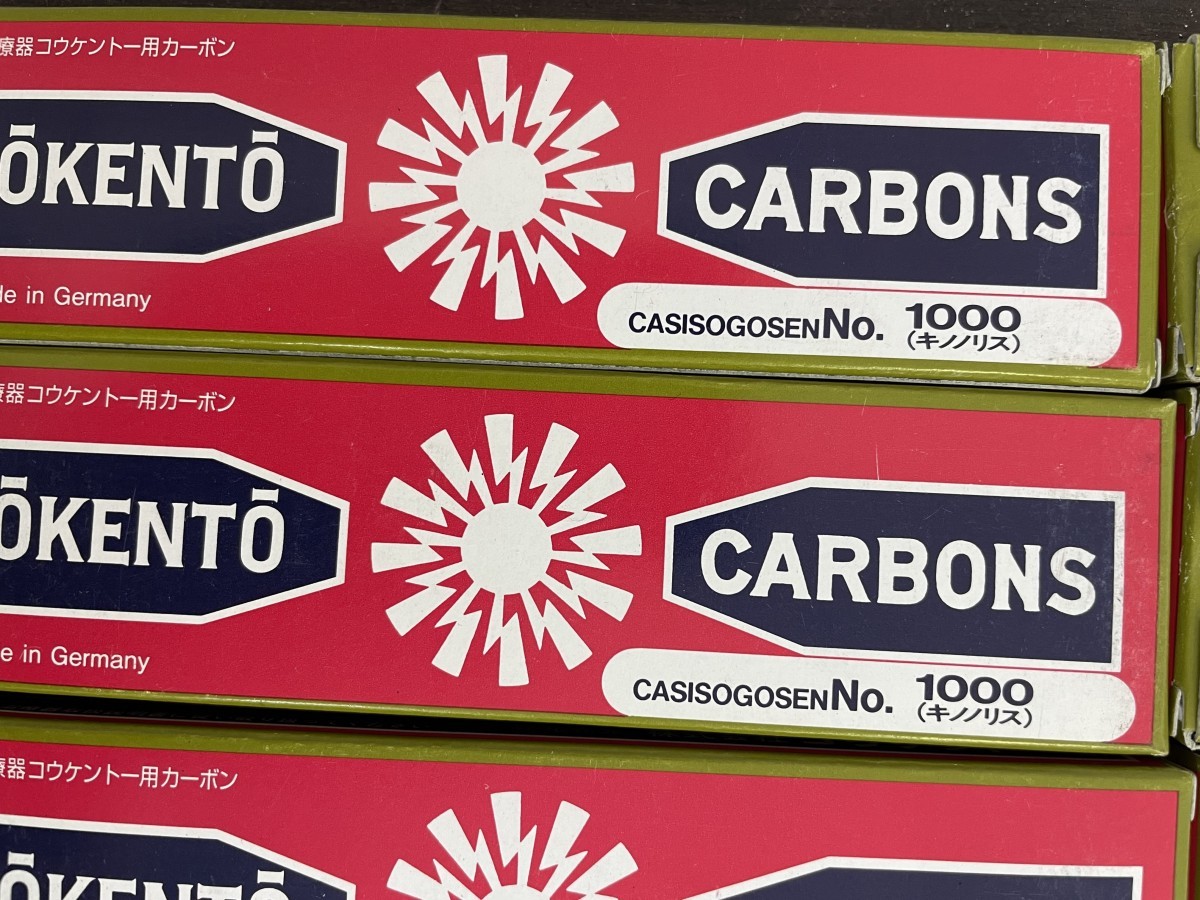 療器コウケントー用カーボン
ŌKENTŌ
CARBONS
de in Germany
CASISOGOSEN No. 1000
(キノノリス)
療器コウケントー用カーボン
ŌKENTŌ
CARBONS
e in Germany
CASISOGOSEN No. 1000
(キノノリス)
療器コウケントー用カーボン
ŌKENTŌ